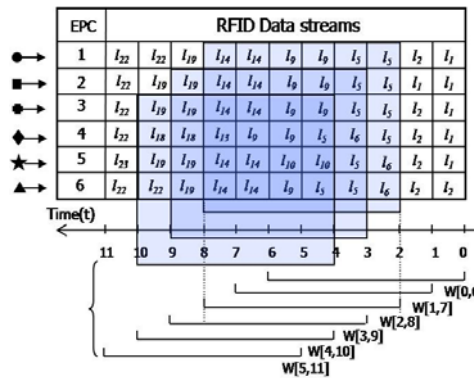 EPC RFID Data streams
1 l22 l22 l19 l14 l14 l9 l9 l5 l5 l2 l1
2 l22 l19 l19 l14 l14 l9 l9 l5 l5 l1 l1
3 l22 l19 l19 l14 l14 l9 l9 l5 l5 l2 l2
4 l22 l18 l18 l13 l9 l9 l5 l6 l5 l2 l1
5 l23 l19 l19 l14 l14 l10 l10 l5 l6 l2 l1
6 l22 l22 l19 l14 l14 l9 l5 l5 l6 l2 l2
Time(t)
11 10 9 8 7 6 5 4 3 2 1 0
W[0,6
W[1,7]
W[2,8]
W[3,9]
W[4,10]
W[5,11]